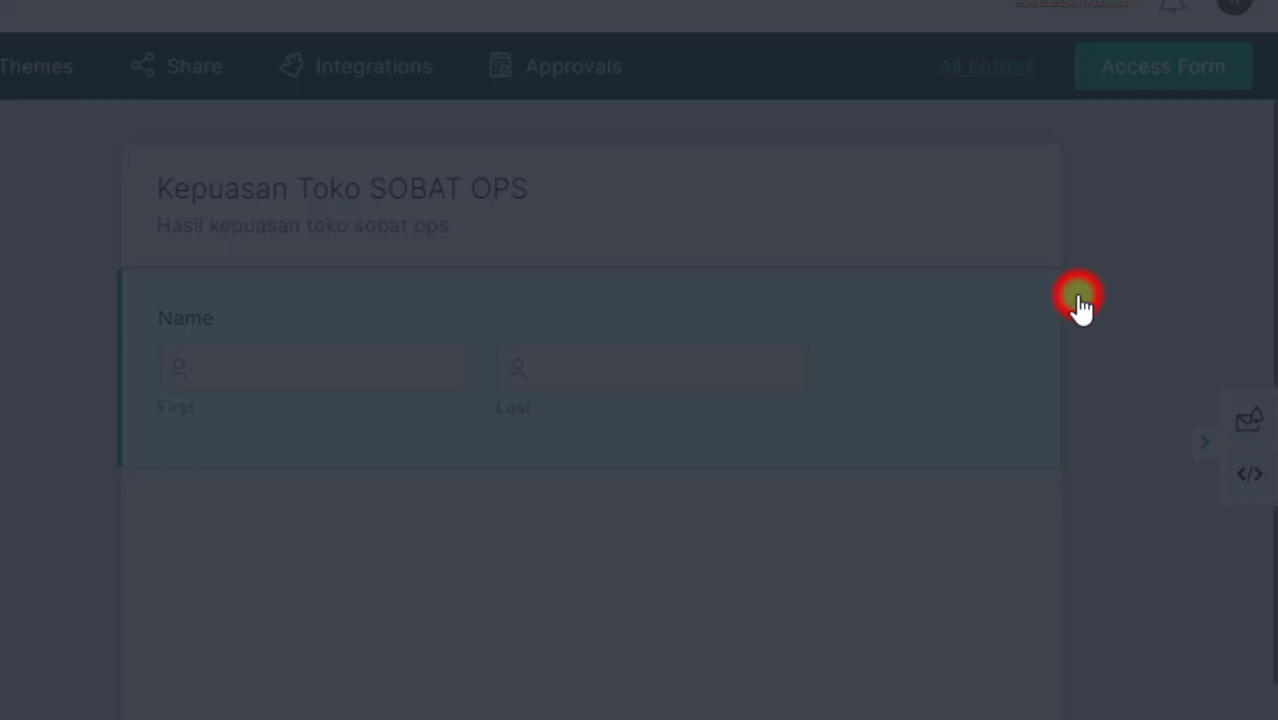 Themes
Share
Integrations
Approvals
All Entries
Access Form
Kepuasan Toko SOBAT OPS
Hasil kepuasan toko sobat ops
Name
First
Last